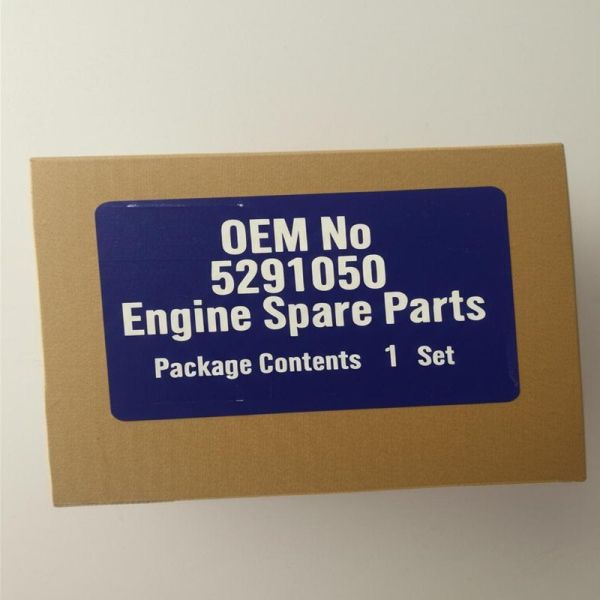 OEM No
5291050
Engine Spare Parts
Package Contents 1 Set